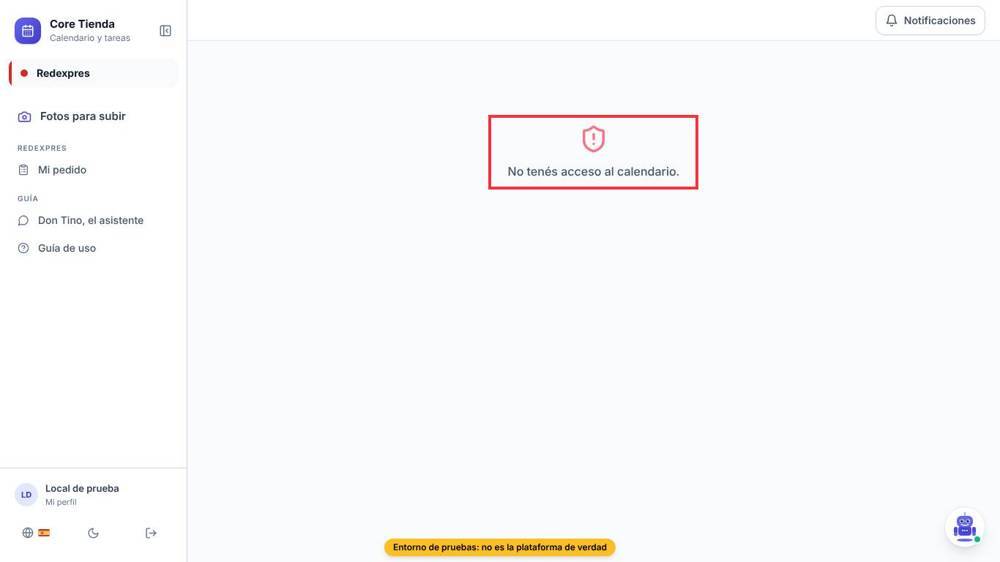 Core Tienda
Calendario y tareas
Redexpres
Fotos para subir
REDEXPRES
Mi pedido
GUÍA
Don Tino, el asistente
Guía de uso
LD
Local de prueba
Mi perfil
Notificaciones
No tenés acceso al calendario.
Entorno de pruebas: no es la plataforma de verdad